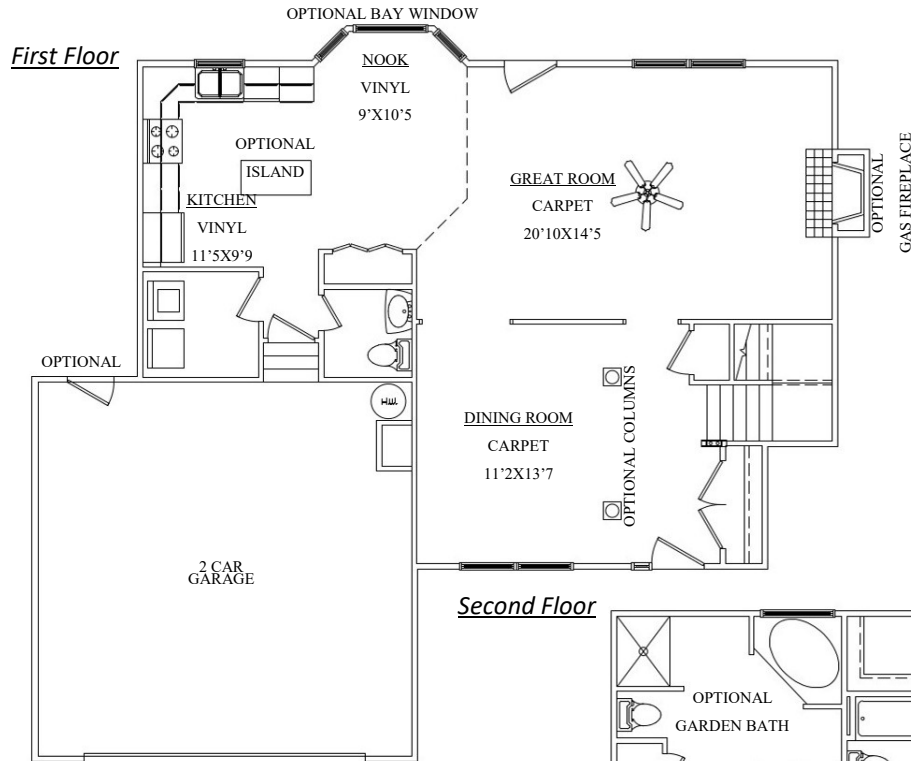 OPTIONAL BAY WINDOW
First Floor
NOOK
VINYL
9'X10'5
OPTIONAL
ISLAND
KITCHEN
VINYL
11'5X9'9
GREAT ROOM
CARPET
20'10X14'5
OPTIONAL
GAS FIREPLACE
OPTIONAL
H.W.
DINING ROOM
CARPET
11'2X13'7
OPTIONAL COLUMNS
2 CAR
GARAGE
Second Floor
OPTIONAL
GARDEN BATH